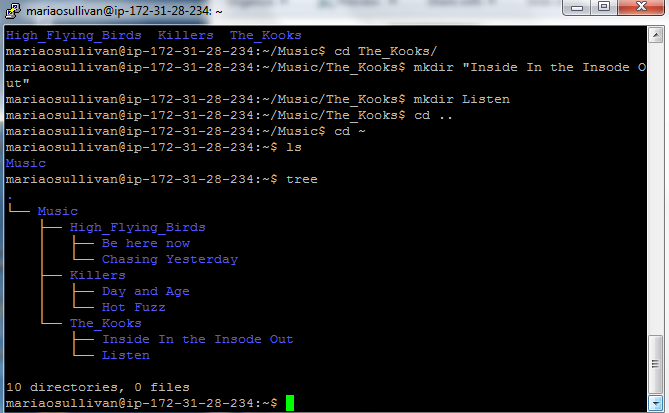 mariaosullivan@ip-172-31-28-234: ~
High_Flying_Birds  Killers  The_Kooks
mariaosullivan@ip-172-31-28-234:~/Music$ cd The_Kooks/
mariaosullivan@ip-172-31-28-234:~/Music/The_Kooks$ mkdir "Inside In the Insode O
ut"
mariaosullivan@ip-172-31-28-234:~/Music/The_Kooks$ mkdir Listen
mariaosullivan@ip-172-31-28-234:~/Music/The_Kooks$ cd ..
mariaosullivan@ip-172-31-28-234:~/Music$ cd ~
mariaosullivan@ip-172-31-28-234:~$ ls
Music
mariaosullivan@ip-172-31-28-234:~$ tree
.
└── Music
    ├── High_Flying_Birds
    │   ├── Be here now
    │   └── Chasing Yesterday
    ├── Killers
    │   ├── Day and Age
    │   └── Hot Fuzz
    └── The_Kooks
        ├── Inside In the Insode Out
        └── Listen

10 directories, 0 files
mariaosullivan@ip-172-31-28-234:~$